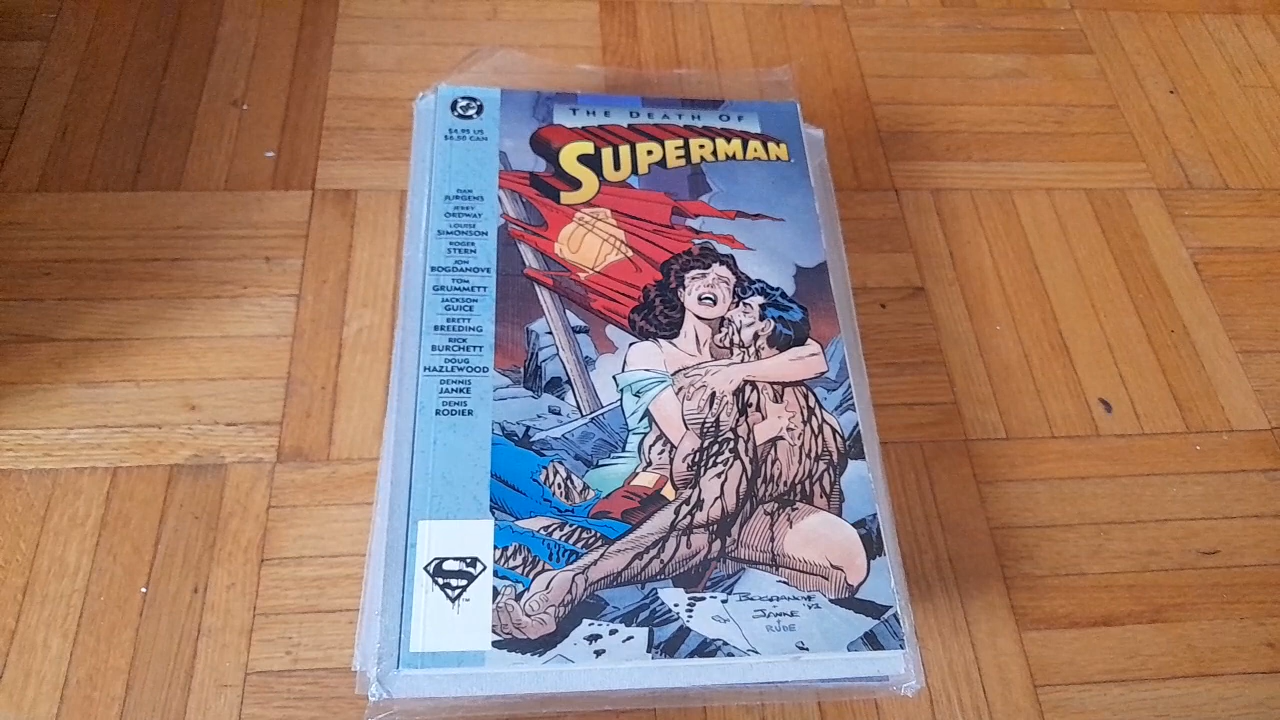 DC
$4.95 US
$6.50 CAN
THE DEATH OF
SUPERMAN
DAN
JURGENS
JERRY
ORDWAY
LOUISE
SIMONSON
ROGER
STERN
JON
BOGDANOVE
TOM
GRUMMETT
JACKSON
GUICE
BRETT
BREEDING
RICK
BURCHETT
DOUG
HAZLEWOOD
DENNIS
JANKE
DENIS
RODIER
S
TM
BOGDANOVE
+ '92
JANKE
+
RUDE